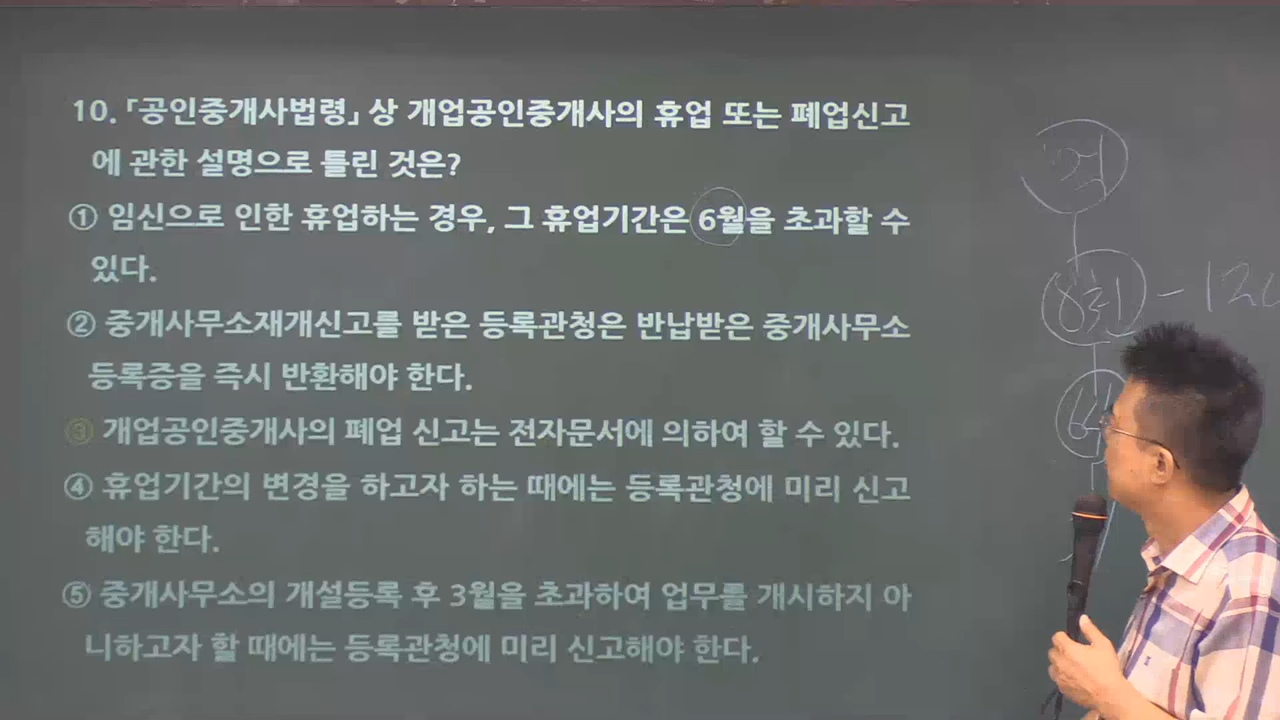 10. 「공인중개사법령」 상 개업공인중개사의 휴업 또는 폐업신고
에 관한 설명으로 틀린 것은?
① 임신으로 인한 휴업하는 경우, 그 휴업기간은 6월을 초과할 수
있다.
② 중개사무소재개신고를 받은 등록관청은 반납받은 중개사무소
등록증을 즉시 반환해야 한다.
③ 개업공인중개사의 폐업 신고는 전자문서에 의하여 할 수 있다.
④ 휴업기간의 변경을 하고자 하는 때에는 등록관청에 미리 신고
해야 한다.
⑤ 중개사무소의 개설등록 후 3월을 초과하여 업무를 개시하지 아
니하고자 할 때에는 등록관청에 미리 신고해야 한다.